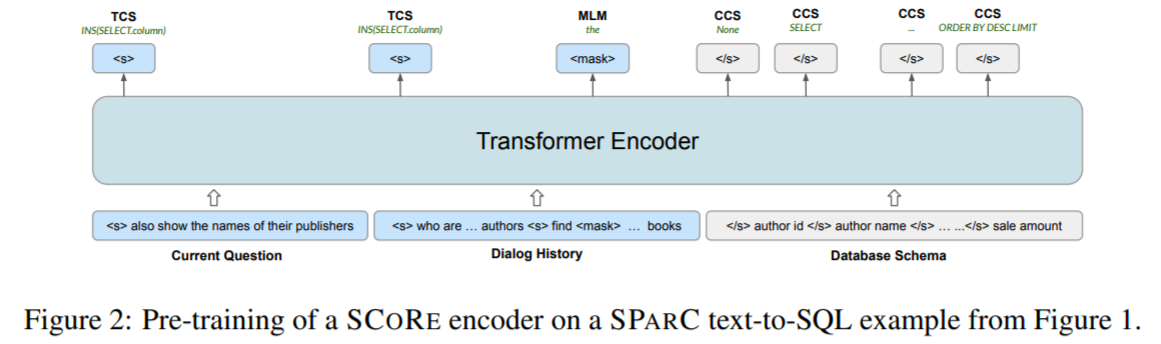 TCS TCS MLM CCS CCS CCS CCS
INS(SELECT.column) INS(SELECT.column) the None SELECT ... ORDER BY DESC LIMIT
<s> <s> <mask> </s> </s> </s> </s>
Transformer Encoder
<s> also show the names of their publishers <s> who are … authors <s> find <mask> … books </s> author id </s> author name </s> … ...</s> sale amount
Current Question Dialog History Database Schema
Figure 2: Pre-training of a SCORE encoder on a SPARC text-to-SQL example from Figure 1.